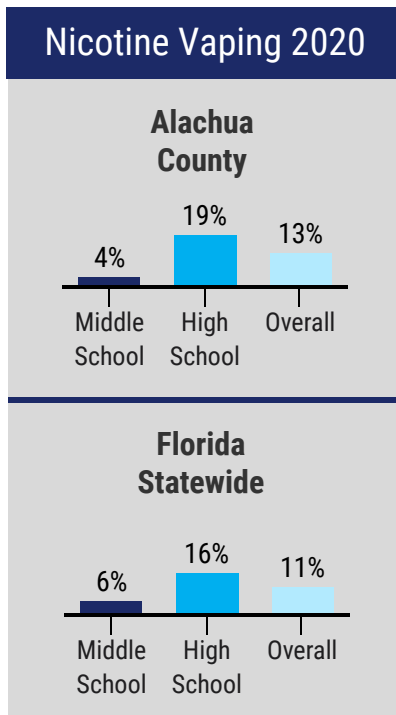 Nicotine Vaping 2020
Alachua
County
4%
19%
13%
Middle
School
High
School
Overall
Florida
Statewide
6%
16%
11%
Middle
School
High
School
Overall